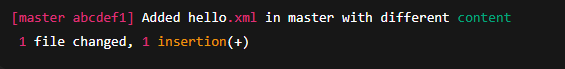 [master abcdef1] Added hello.xml in master with different content
1 file changed, 1 insertion(+)